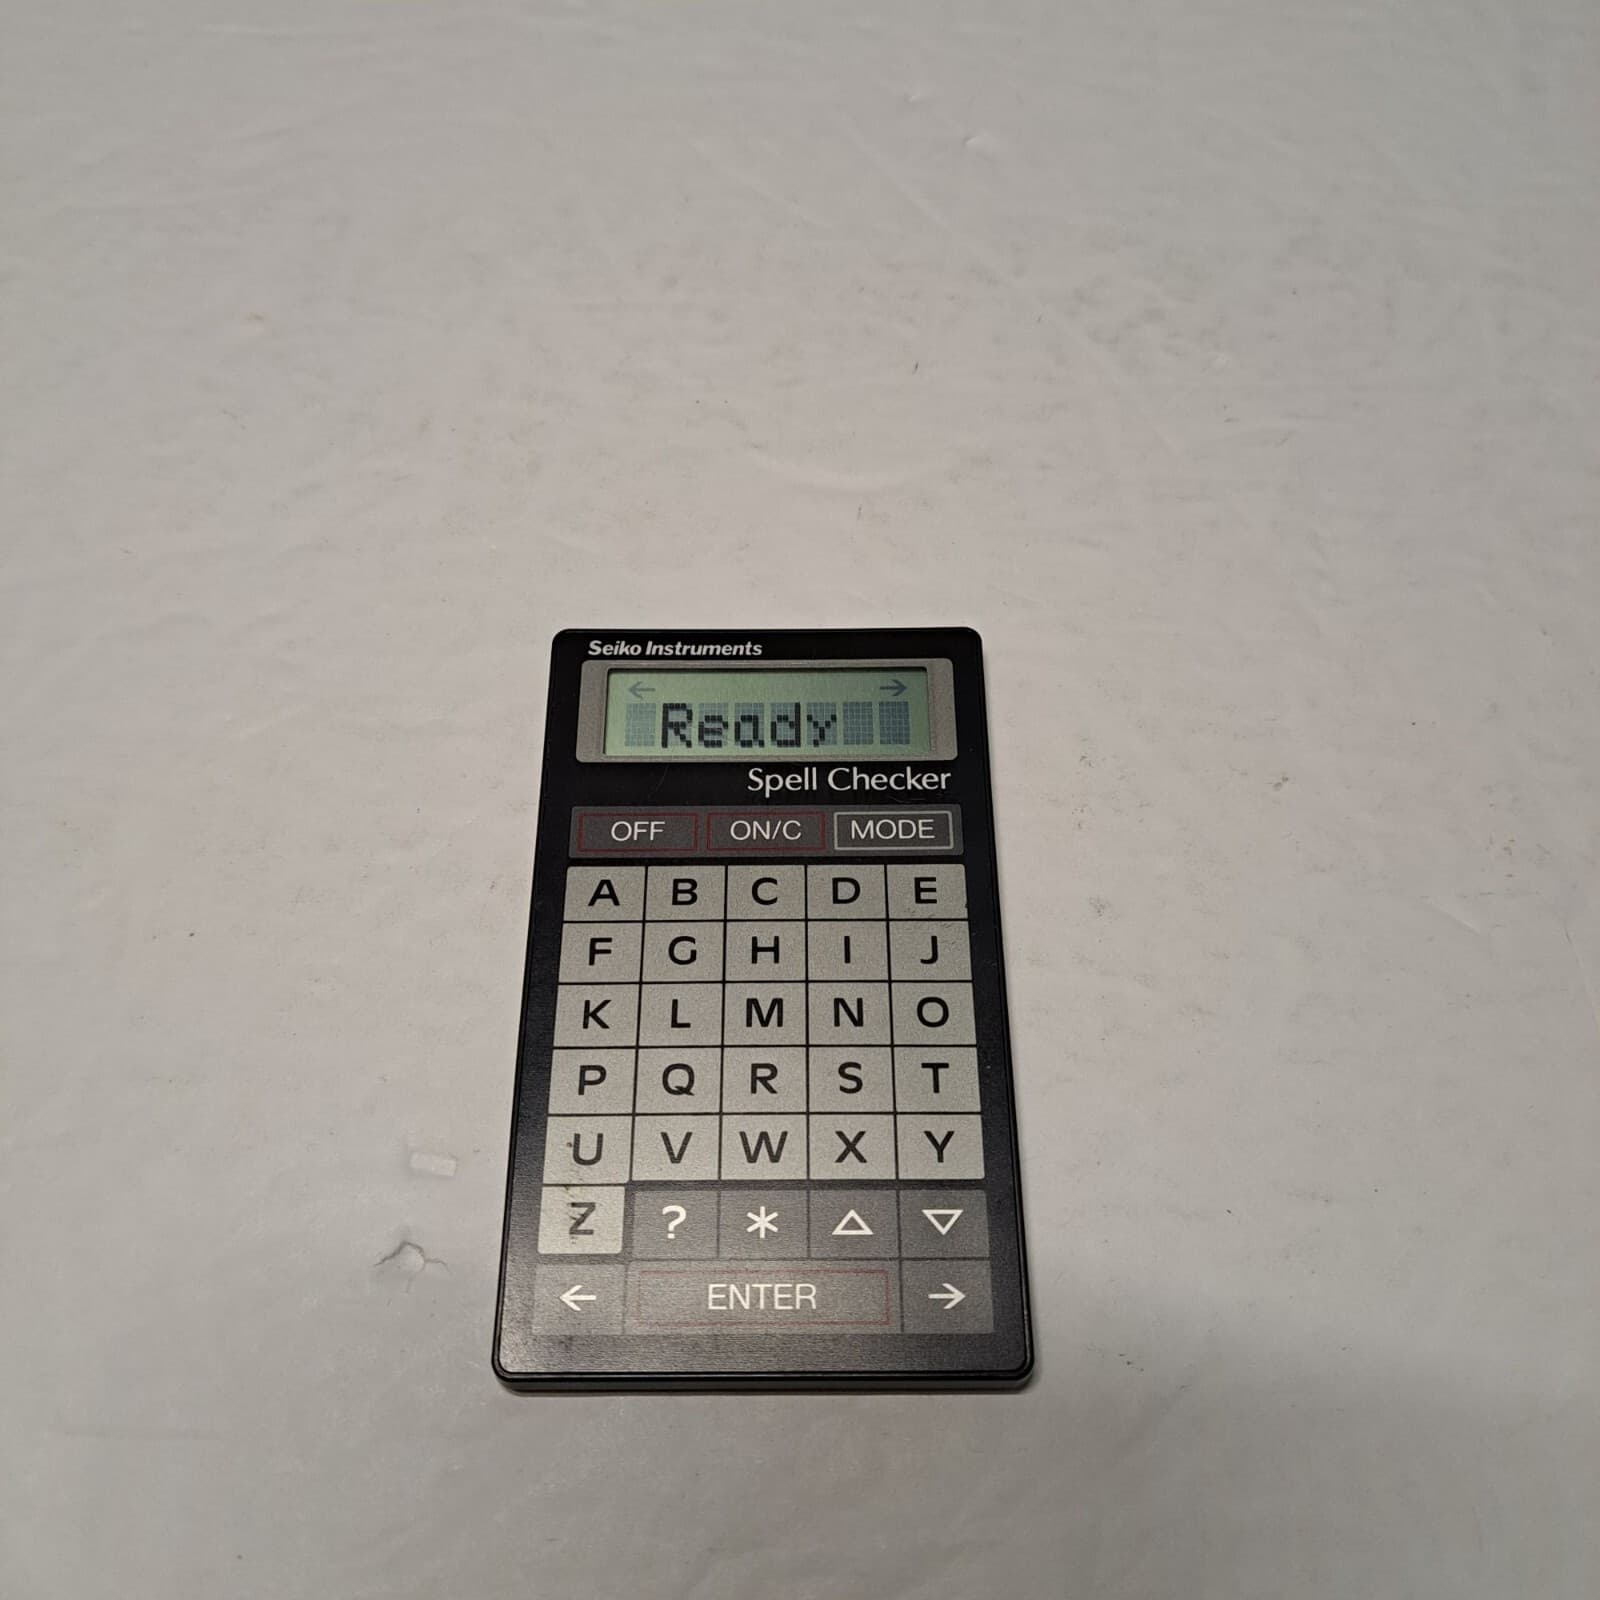 Seiko Instruments
← →
Ready
Spell Checker
OFF ON/C MODE
A B C D E
F G H I J
K L M N O
P Q R S T
U V W X Y
Z ? * △ ▽
← ENTER →